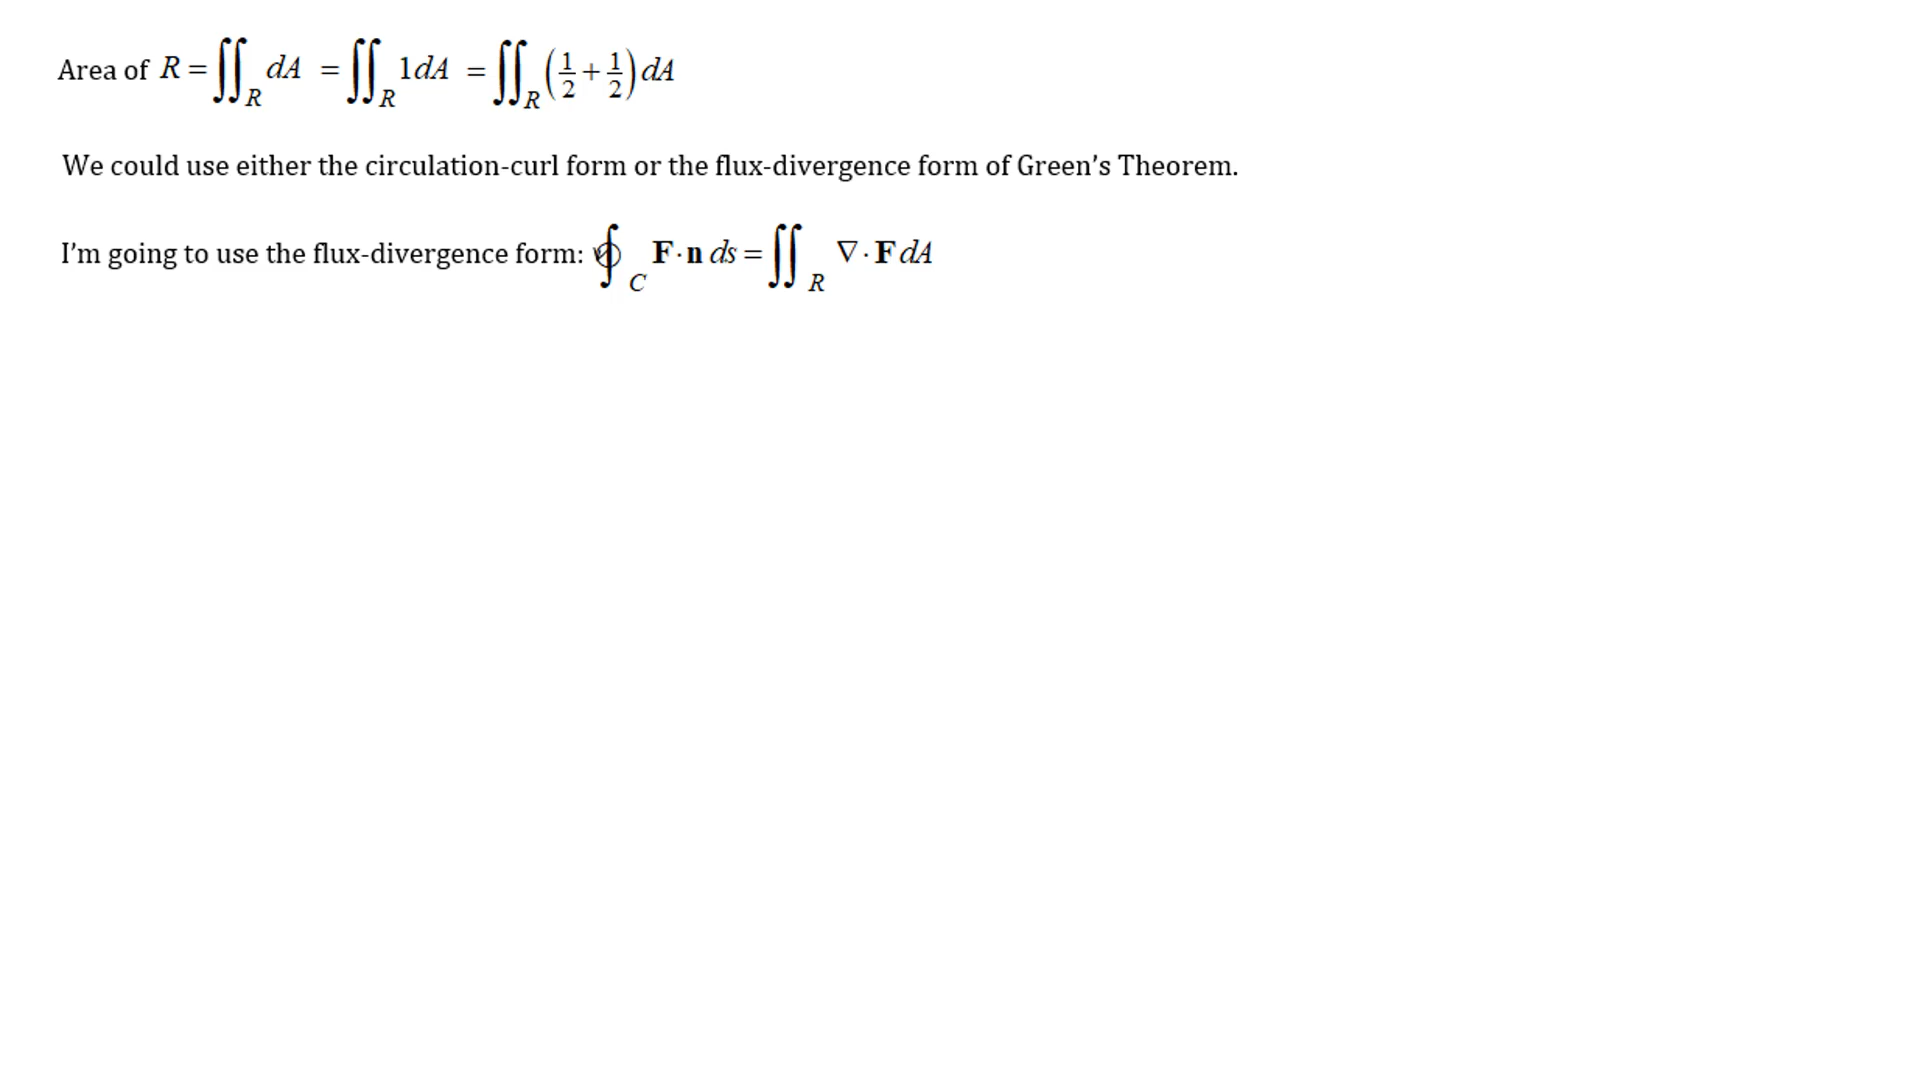 Area of R = ∬_R dA = ∬_R 1 dA = ∬_R (1/2 + 1/2) dA
We could use either the circulation-curl form or the flux-divergence form of Green's Theorem.
I'm going to use the flux-divergence form: ∮_C F · n ds = ∬_R ∇ · F dA